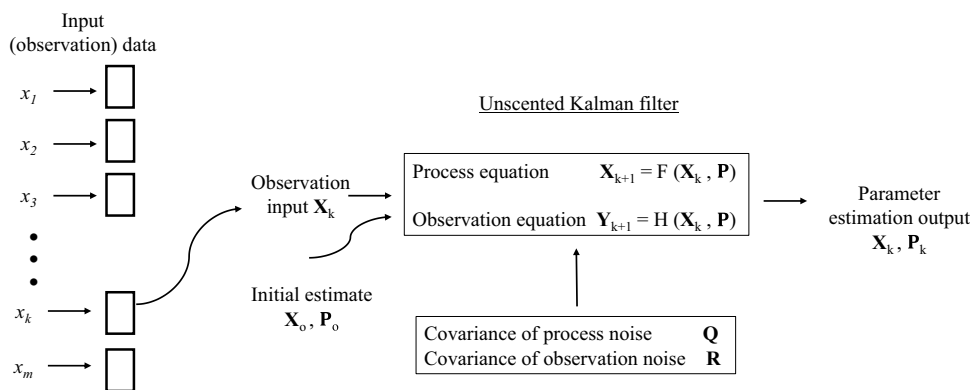 Input
(observation) data
x₁
x₂
x₃
xₖ
xₘ
Observation
input Xₖ
Initial estimate
Xₒ , Pₒ
Unscented Kalman filter
Process equation Xₖ₊₁ = F (Xₖ , P)
Observation equation Yₖ₊₁ = H (Xₖ , P)
Covariance of process noise Q
Covariance of observation noise R
Parameter
estimation output
Xₖ , Pₖ